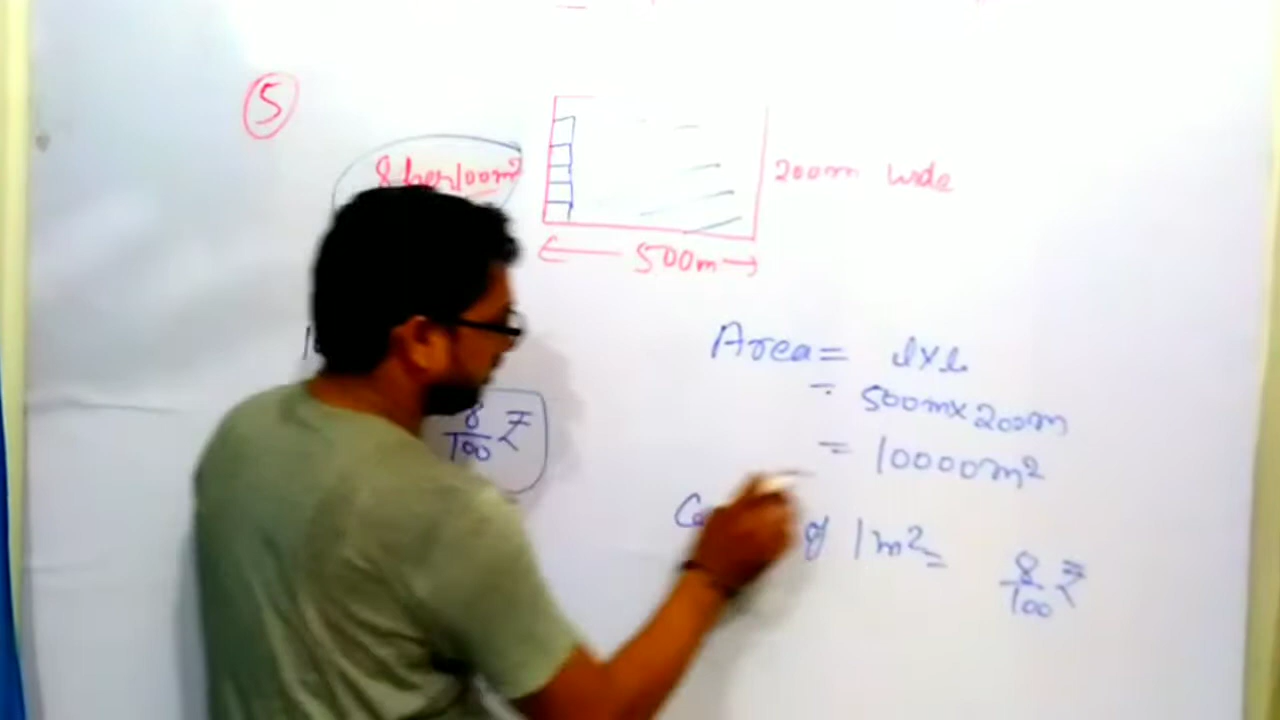 5
8 per 100m²
200m wide
500m
Area = l×b
= 500m×200m
8/100 ₹
= 10000m²
of 1m² = 8/100 ₹